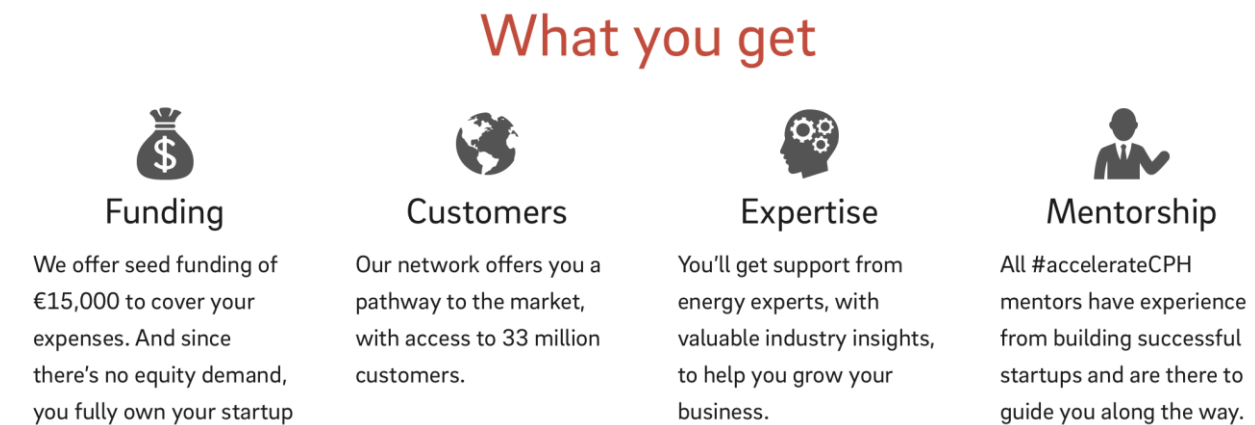 What you get
$
Funding
We offer seed funding of
€15,000 to cover your
expenses. And since
there's no equity demand,
you fully own your startup
Customers
Our network offers you a
pathway to the market,
with access to 33 million
customers.
Expertise
You'll get support from
energy experts, with
valuable industry insights,
to help you grow your
business.
Mentorship
All #accelerateCPH
mentors have experience
from building successful
startups and are there to
guide you along the way.